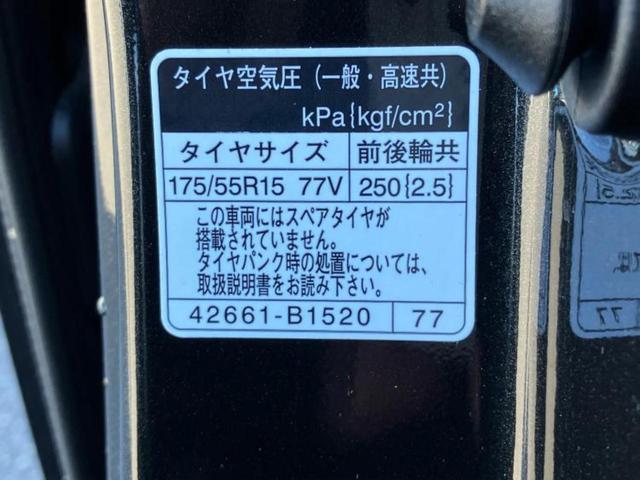 タイヤ空気圧（一般・高速共）
kPa{kgf/cm²}
タイヤサイズ 前後輪共
175/55R15 77V 250{2.5}
この車両にはスペアタイヤが
搭載されていません。
タイヤパンク時の処置については、
取扱説明書をお読み下さい。
42661-B1520 77